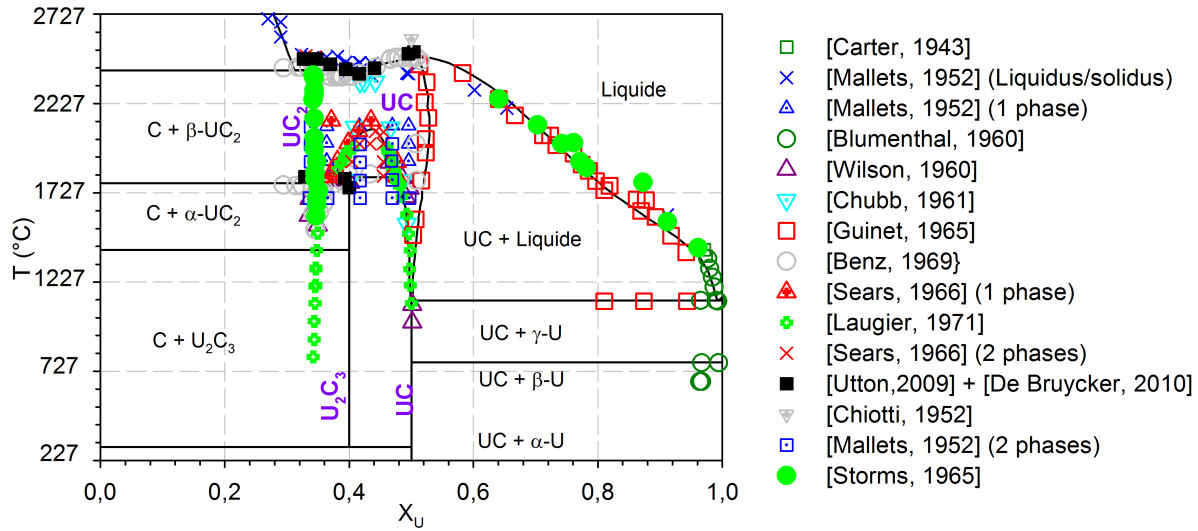 2727
2227
1727
1227
727
227
T (°C)
0,0
0,2
0,4
0,6
0,8
1,0
X_U
Liquide
UC₂
UC
C + β-UC₂
C + α-UC₂
UC + Liquide
C + U₂C₃
UC + γ-U
UC + β-U
UC + α-U
U₂C₃
UC
[Carter, 1943]
[Mallets, 1952] (Liquidus/solidus)
[Mallets, 1952] (1 phase)
[Blumenthal, 1960]
[Wilson, 1960]
[Chubb, 1961]
[Guinet, 1965]
[Benz, 1969}
[Sears, 1966] (1 phase)
[Laugier, 1971]
[Sears, 1966] (2 phases)
[Utton,2009] + [De Bruycker, 2010]
[Chiotti, 1952]
[Mallets, 1952] (2 phases)
[Storms, 1965]